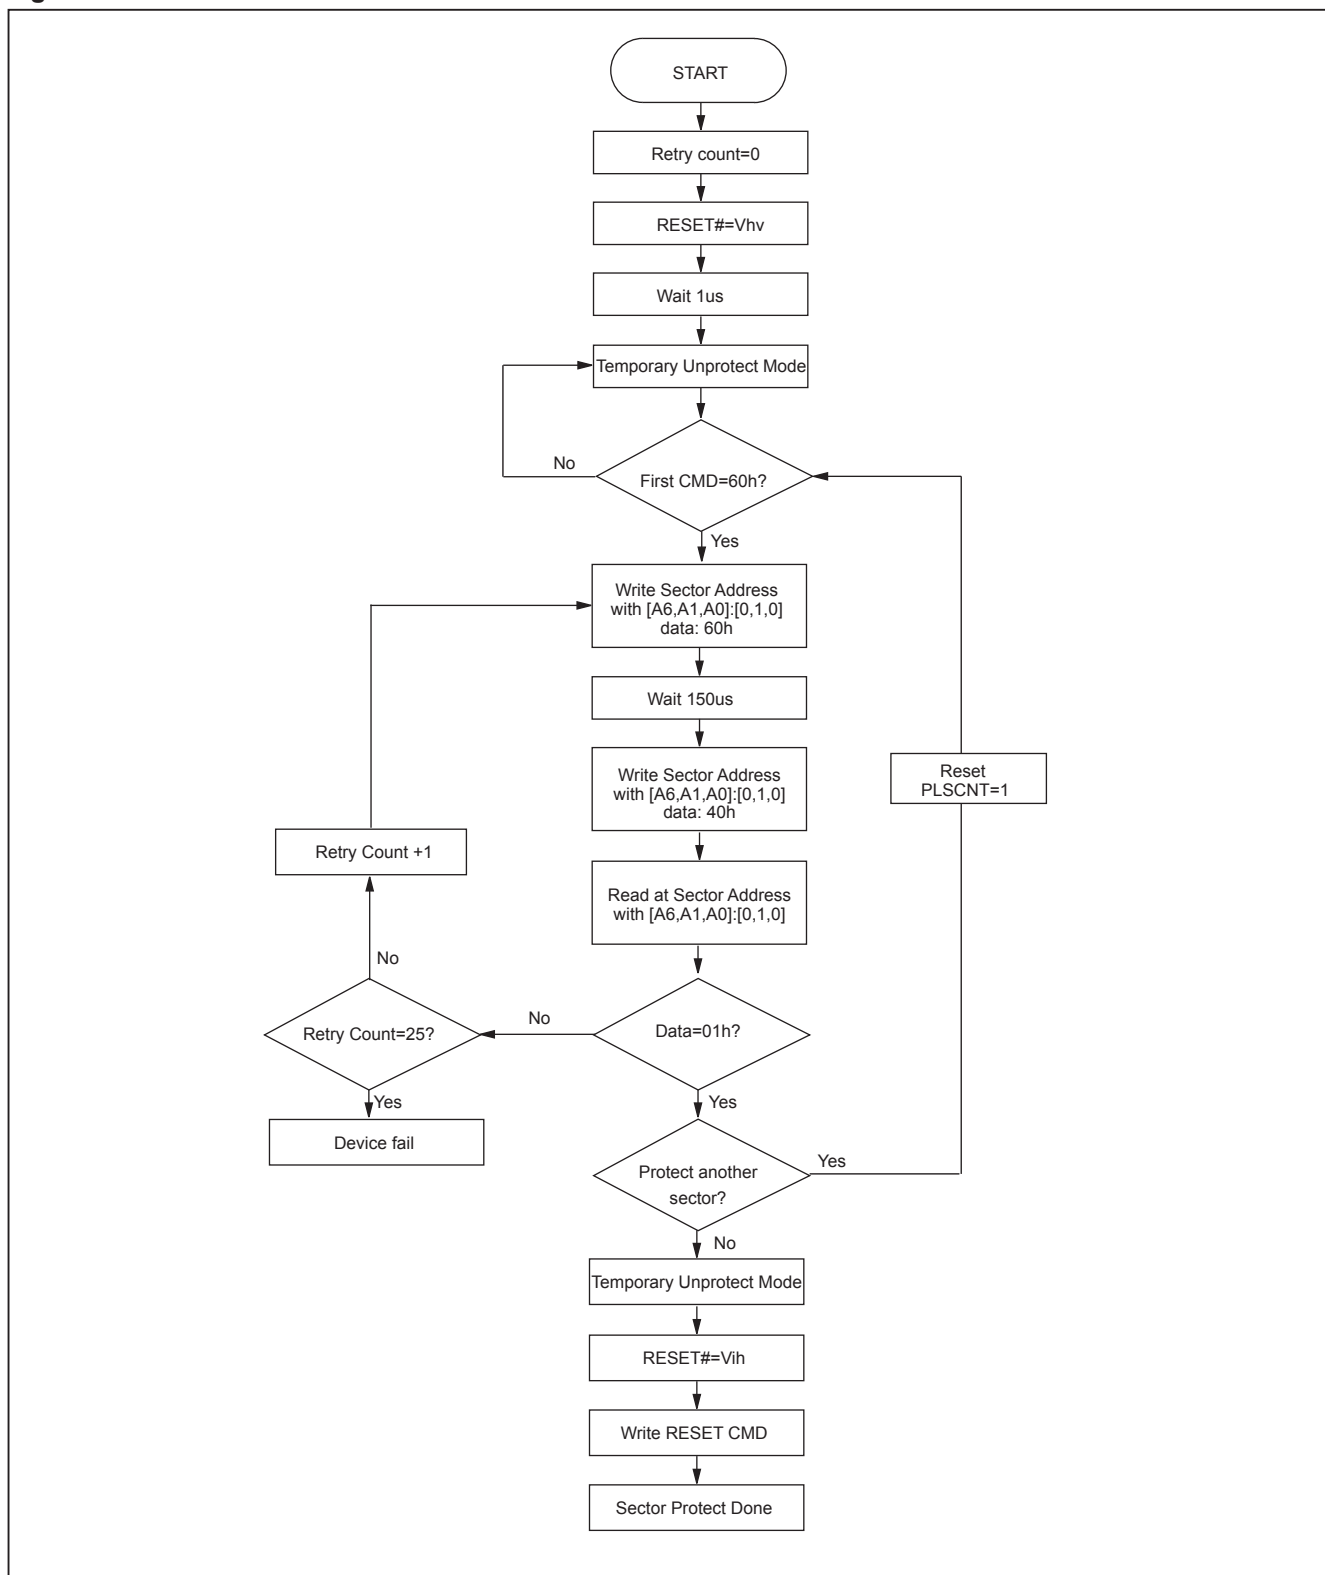 START
Retry count=0
RESET#=Vhv
Wait 1us
Temporary Unprotect Mode
No
First CMD=60h?
Yes
Write Sector Address
with [A6,A1,A0]:[0,1,0]
data: 60h
Wait 150us
Write Sector Address
with [A6,A1,A0]:[0,1,0]
data: 40h
Reset
PLSCNT=1
Retry Count +1
Read at Sector Address
with [A6,A1,A0]:[0,1,0]
No
Retry Count=25?
No
Data=01h?
Yes
Yes
Device fail
Protect another
sector?
Yes
No
Temporary Unprotect Mode
RESET#=Vih
Write RESET CMD
Sector Protect Done